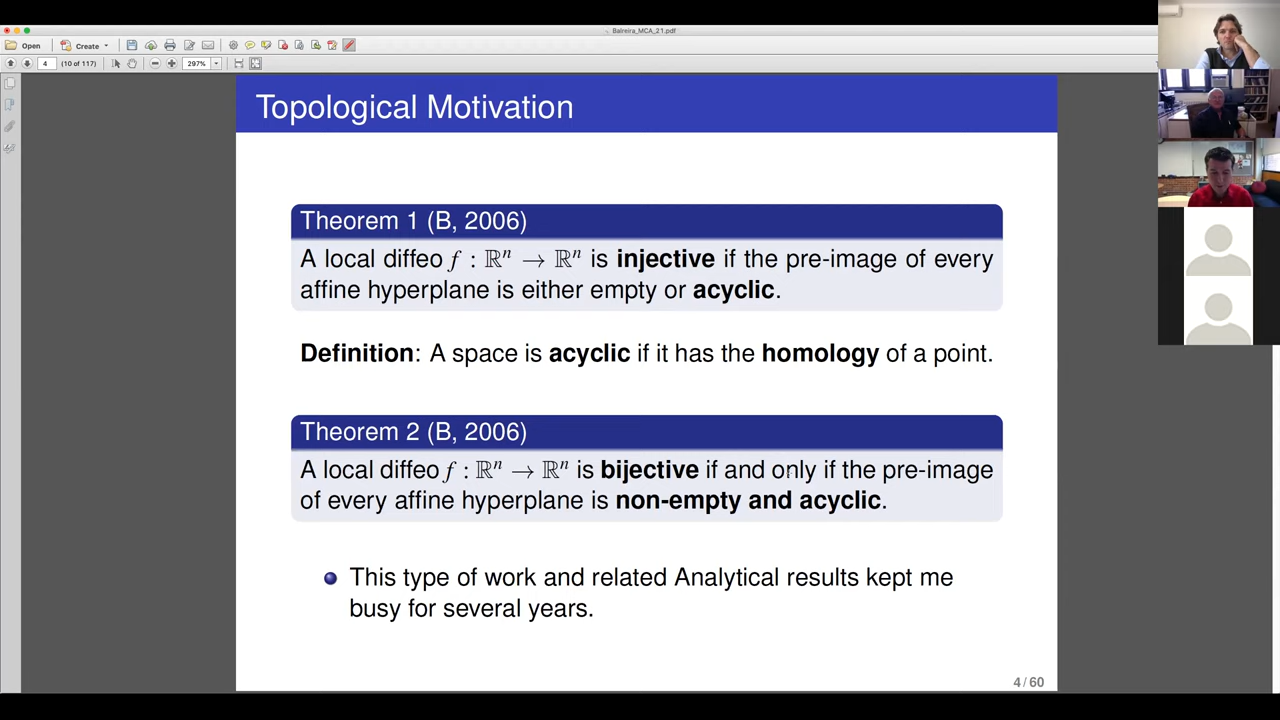 Balreira_MCA_21.pdf
Open
Create
4 (10 of 117) 297%
Topological Motivation
Theorem 1 (B, 2006)
A local diffeo f : ℝⁿ → ℝⁿ is injective if the pre-image of every
affine hyperplane is either empty or acyclic.
Definition: A space is acyclic if it has the homology of a point.
Theorem 2 (B, 2006)
A local diffeo f : ℝⁿ → ℝⁿ is bijective if and only if the pre-image
of every affine hyperplane is non-empty and acyclic.
This type of work and related Analytical results kept me
busy for several years.
4 / 60